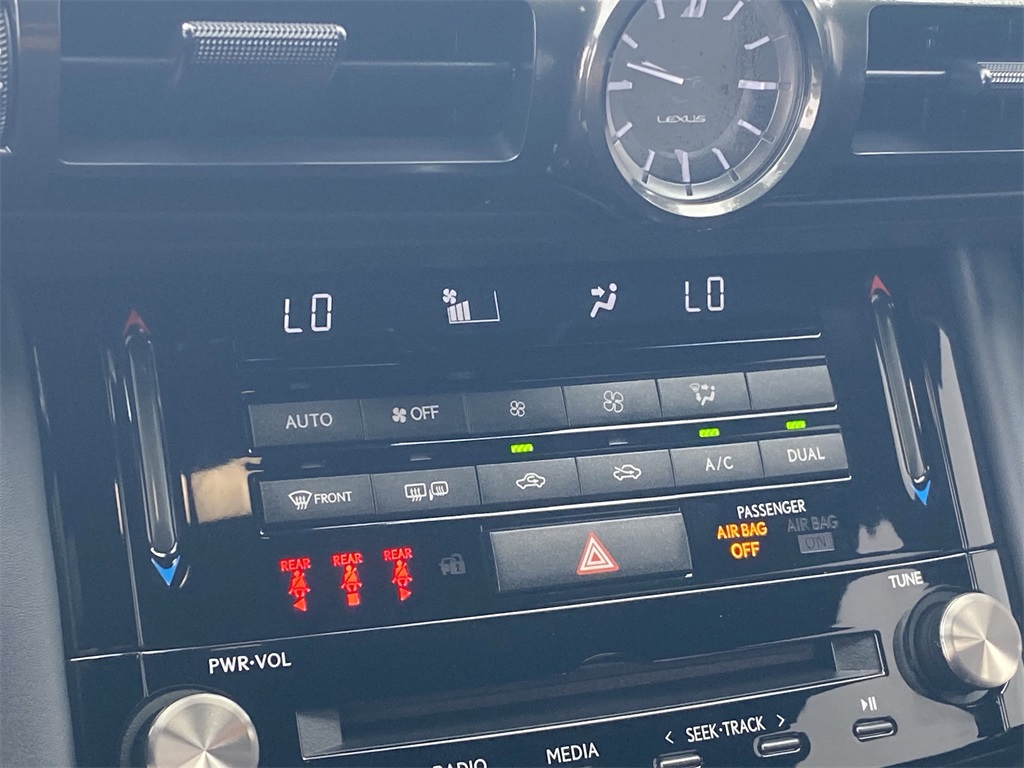 LEXUS
LO
LO
AUTO
OFF
FRONT
A/C
DUAL
PASSENGER
AIR BAG
OFF
AIR BAG
ON
REAR
REAR
REAR
TUNE
PWR·VOL
RADIO
MEDIA
< SEEK·TRACK >